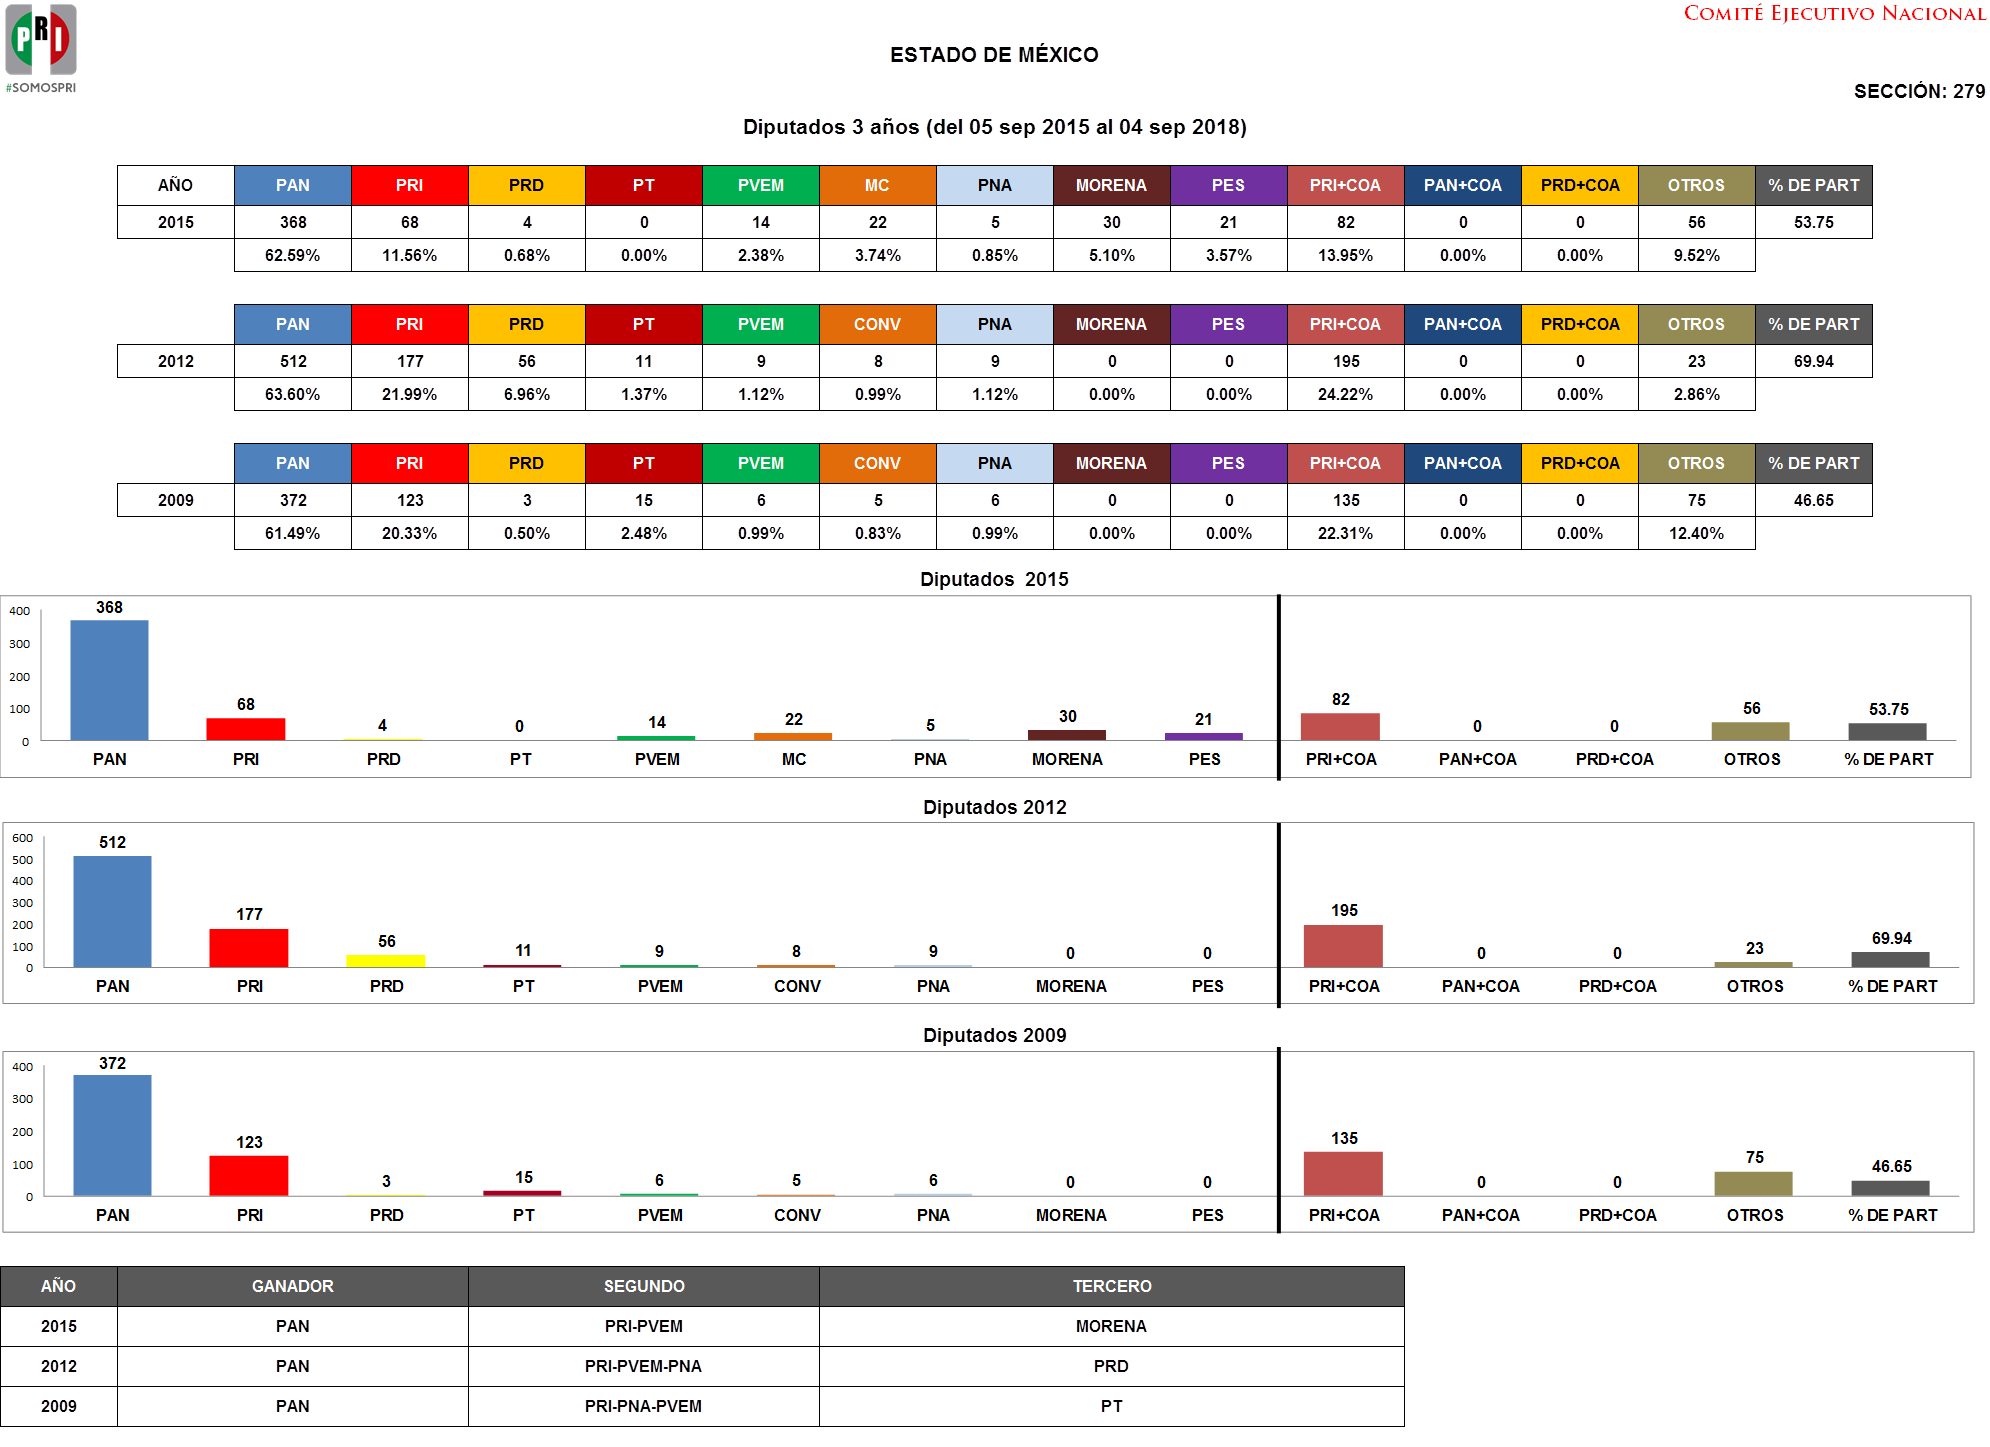 PRI
#SOMOSPRI
COMITÉ EJECUTIVO NACIONAL
ESTADO DE MÉXICO
SECCIÓN: 279
Diputados 3 años (del 05 sep 2015 al 04 sep 2018)
AÑO PAN PRI PRD PT PVEM MC PNA MORENA PES PRI+COA PAN+COA PRD+COA OTROS % DE PART
2015 368 68 4 0 14 22 5 30 21 82 0 0 56 53.75
62.59% 11.56% 0.68% 0.00% 2.38% 3.74% 0.85% 5.10% 3.57% 13.95% 0.00% 0.00% 9.52%
PAN PRI PRD PT PVEM CONV PNA MORENA PES PRI+COA PAN+COA PRD+COA OTROS % DE PART
2012 512 177 56 11 9 8 9 0 0 195 0 0 23 69.94
63.60% 21.99% 6.96% 1.37% 1.12% 0.99% 1.12% 0.00% 0.00% 24.22% 0.00% 0.00% 2.86%
PAN PRI PRD PT PVEM CONV PNA MORENA PES PRI+COA PAN+COA PRD+COA OTROS % DE PART
2009 372 123 3 15 6 5 6 0 0 135 0 0 75 46.65
61.49% 20.33% 0.50% 2.48% 0.99% 0.83% 0.99% 0.00% 0.00% 22.31% 0.00% 0.00% 12.40%
Diputados 2015
400
300
200
100
0
368 68 4 0 14 22 5 30 21 82 0 0 56 53.75
PAN PRI PRD PT PVEM MC PNA MORENA PES PRI+COA PAN+COA PRD+COA OTROS % DE PART
Diputados 2012
600
500
400
300
200
100
0
512 177 56 11 9 8 9 0 0 195 0 0 23 69.94
PAN PRI PRD PT PVEM CONV PNA MORENA PES PRI+COA PAN+COA PRD+COA OTROS % DE PART
Diputados 2009
400
300
200
100
0
372 123 3 15 6 5 6 0 0 135 0 0 75 46.65
PAN PRI PRD PT PVEM CONV PNA MORENA PES PRI+COA PAN+COA PRD+COA OTROS % DE PART
AÑO GANADOR SEGUNDO TERCERO
2015 PAN PRI-PVEM MORENA
2012 PAN PRI-PVEM-PNA PRD
2009 PAN PRI-PNA-PVEM PT